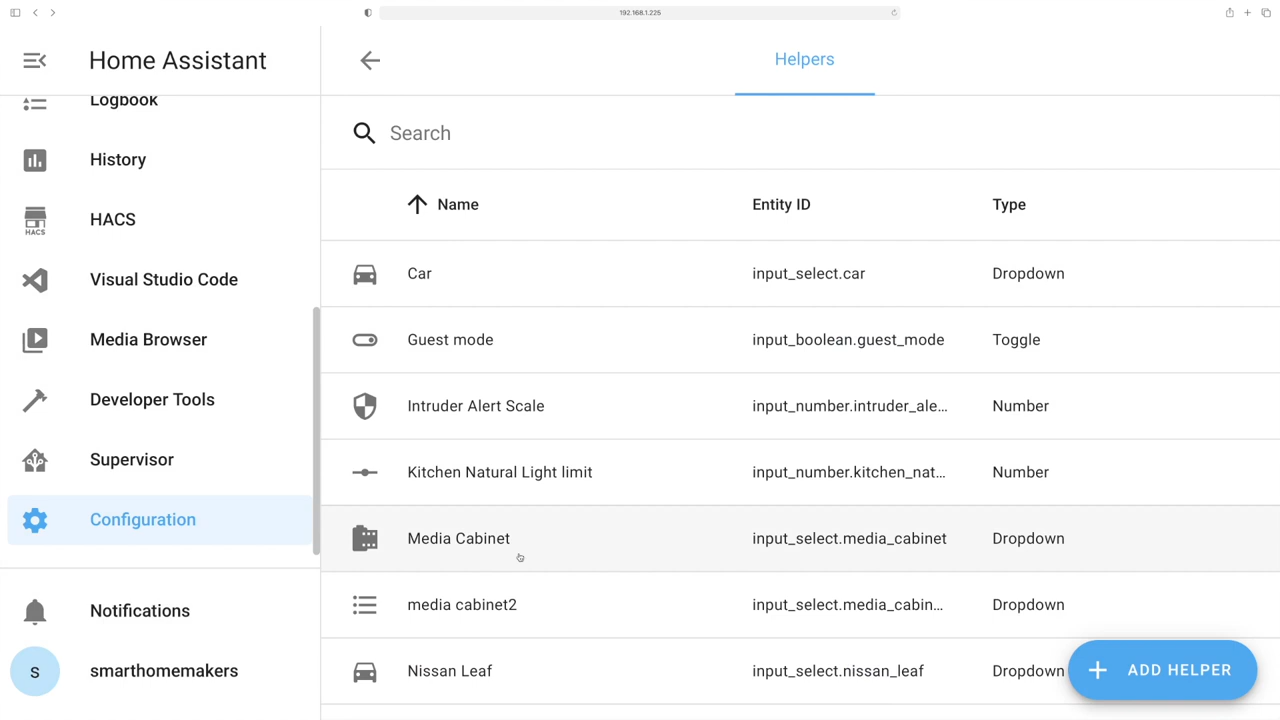 192.168.1.225
Home Assistant
Helpers
Logbook
Search
History
Name Entity ID Type
HACS
HACS
Car input_select.car Dropdown
Visual Studio Code
Guest mode input_boolean.guest_mode Toggle
Media Browser
Intruder Alert Scale input_number.intruder_ale... Number
Developer Tools
Kitchen Natural Light limit input_number.kitchen_nat... Number
Supervisor
Configuration
Media Cabinet input_select.media_cabinet Dropdown
media cabinet2 input_select.media_cabin... Dropdown
Notifications
Nissan Leaf input_select.nissan_leaf Dropdown
S smarthomemakers
+ ADD HELPER